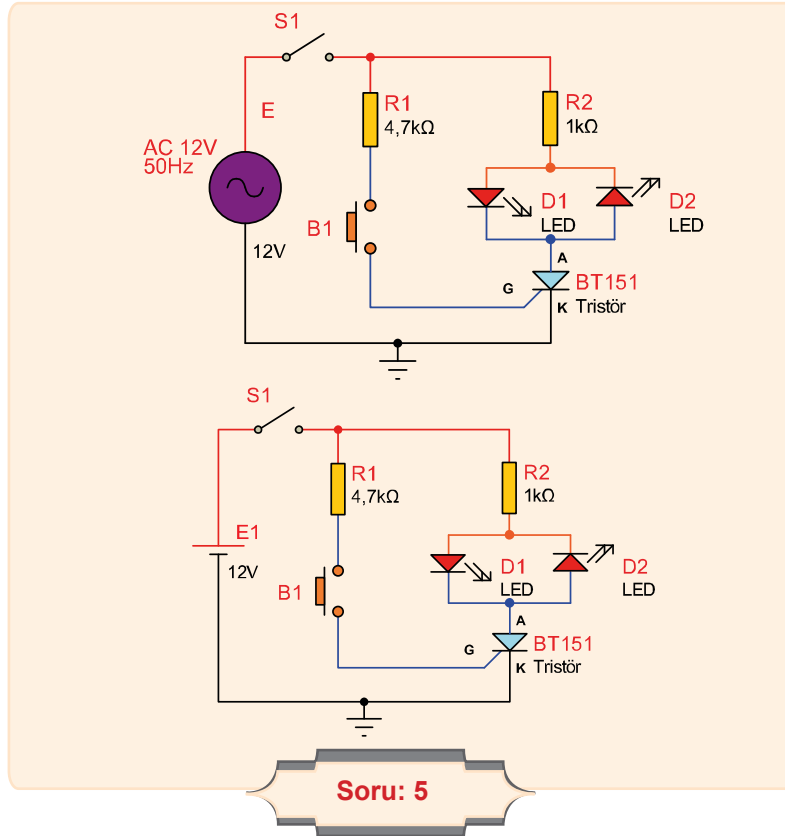 S1
E
AC 12V
50Hz
12V
R1
4,7kΩ
B1
R2
1kΩ
D1
LED
D2
LED
A
G
K
BT151
Tristör
S1
E1
12V
R1
4,7kΩ
B1
R2
1kΩ
D1
LED
D2
LED
A
G
K
BT151
Tristör
Soru: 5